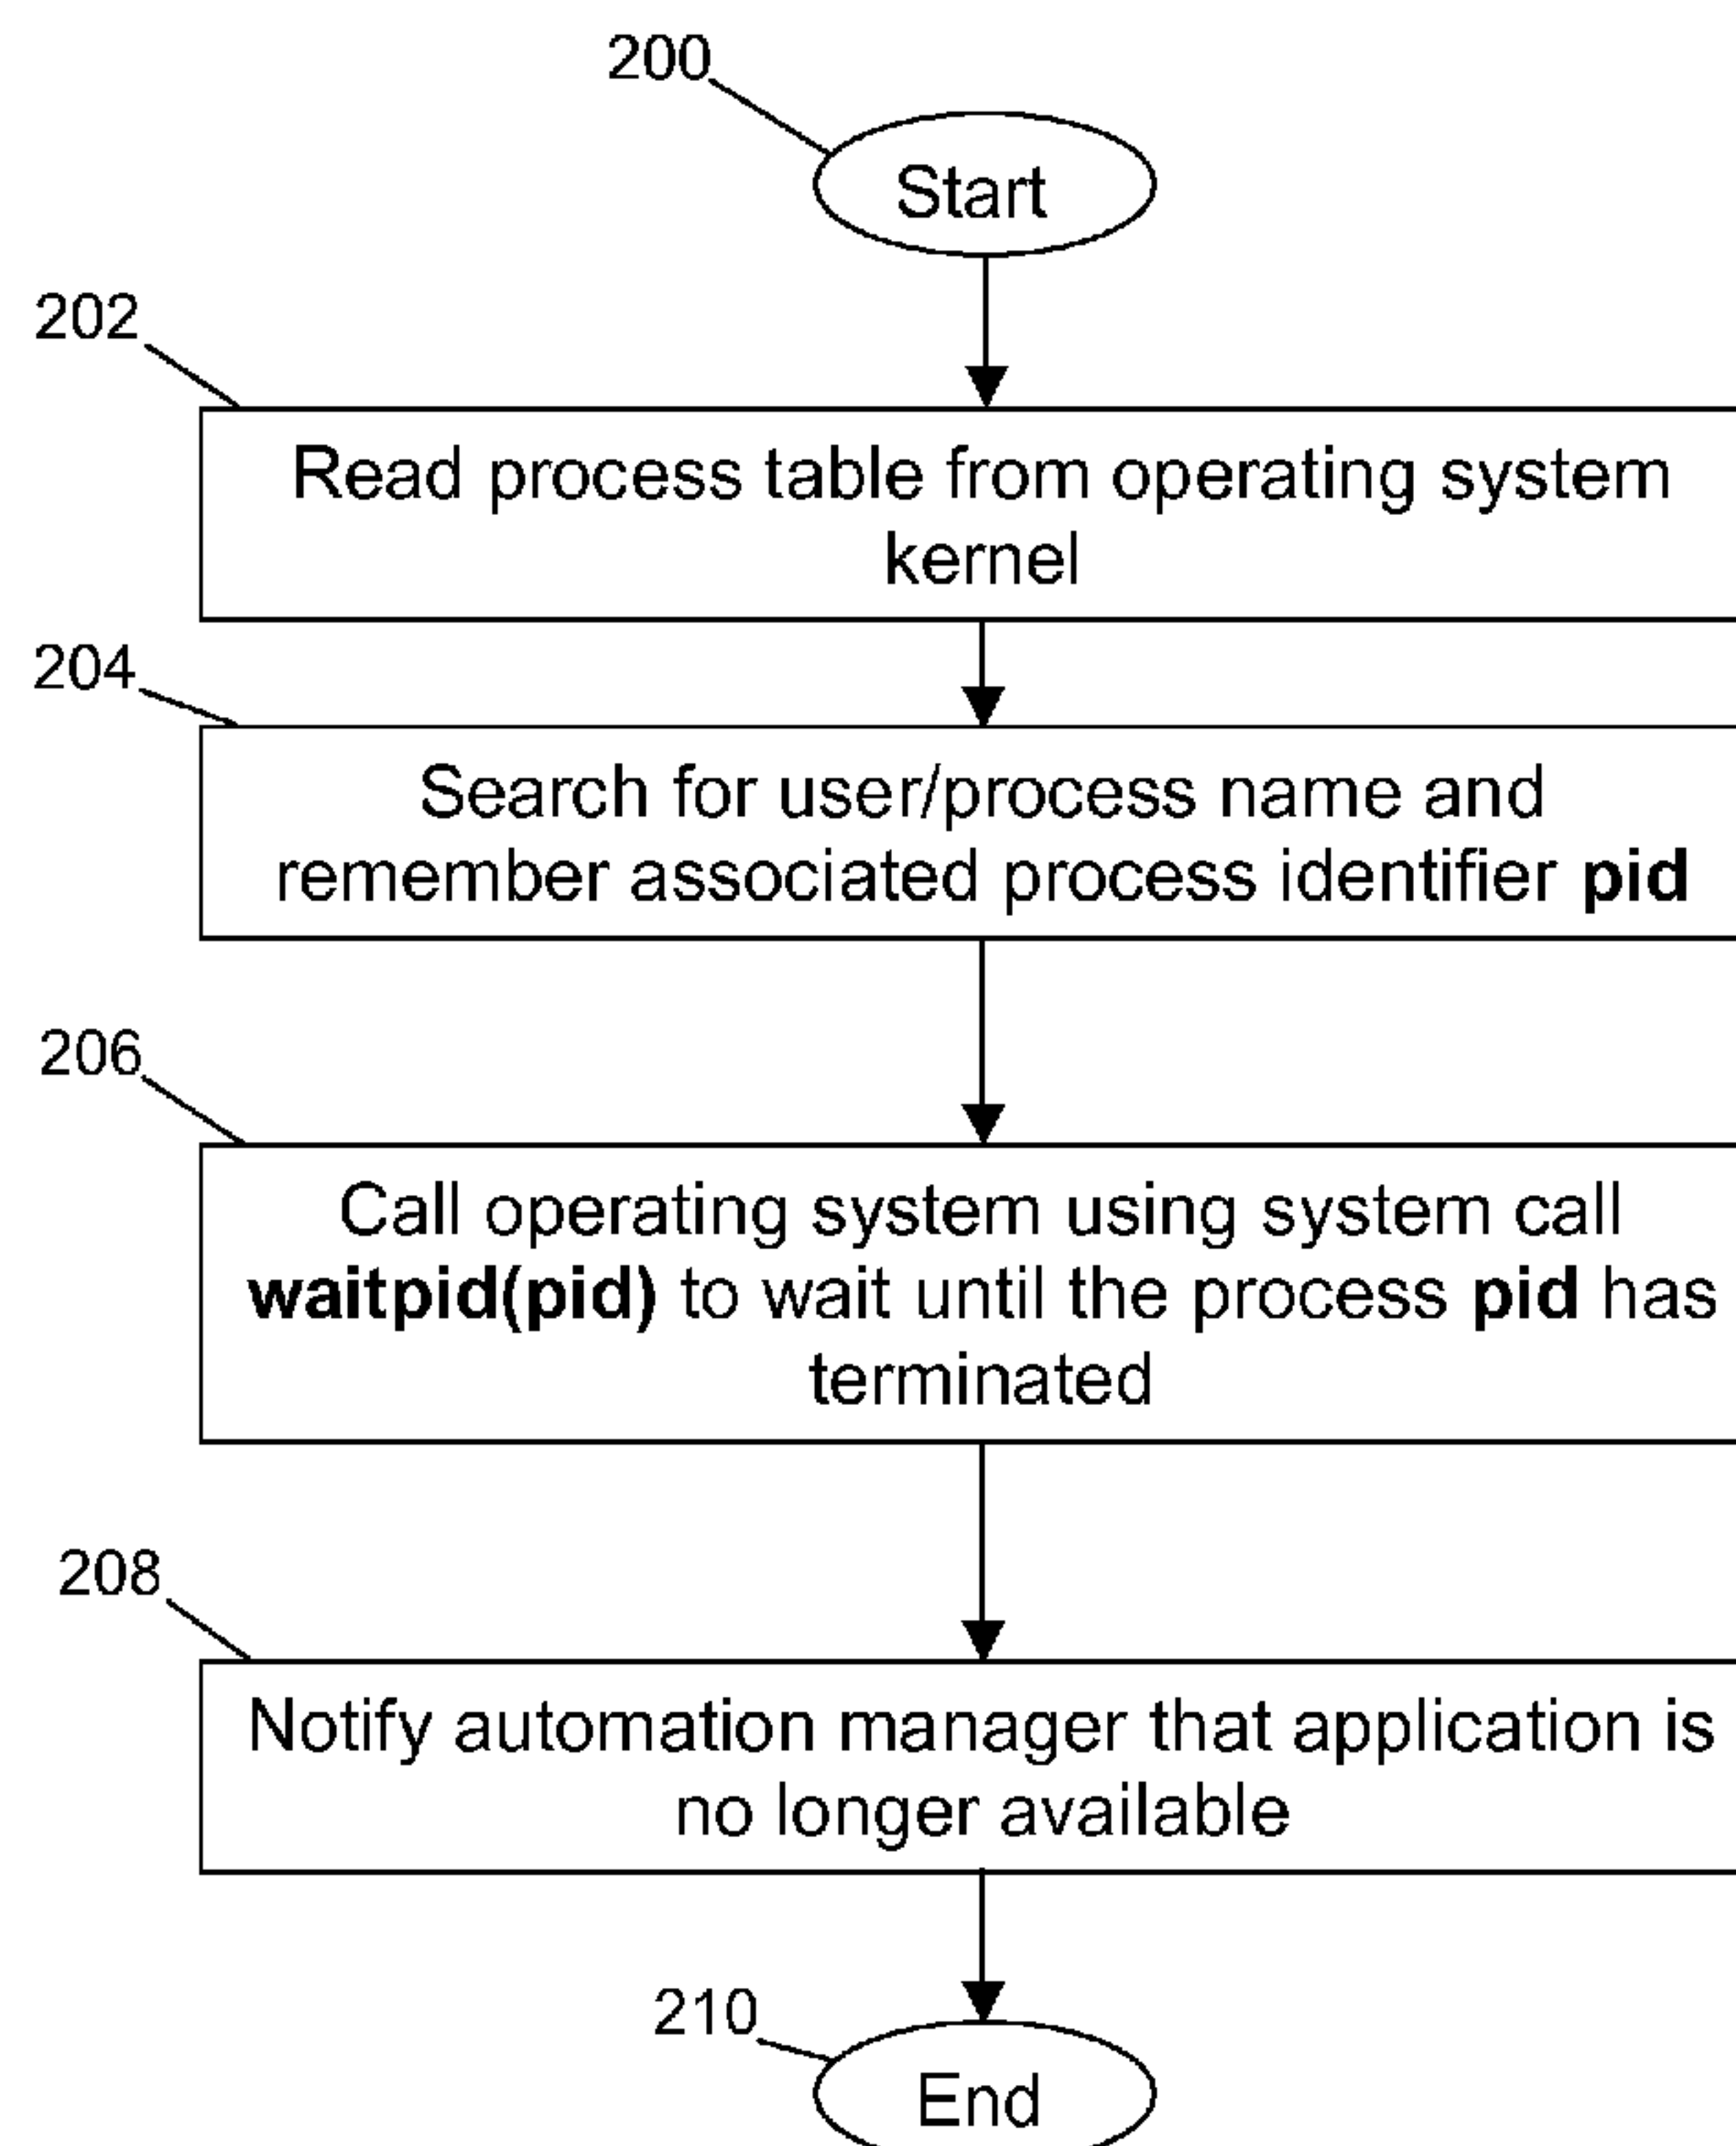 200
Start
202
Read process table from operating system
kernel
204
Search for user/process name and
remember associated process identifier pid
206
Call operating system using system call
waitpid(pid) to wait until the process pid has
terminated
208
Notify automation manager that application is
no longer available
210
End